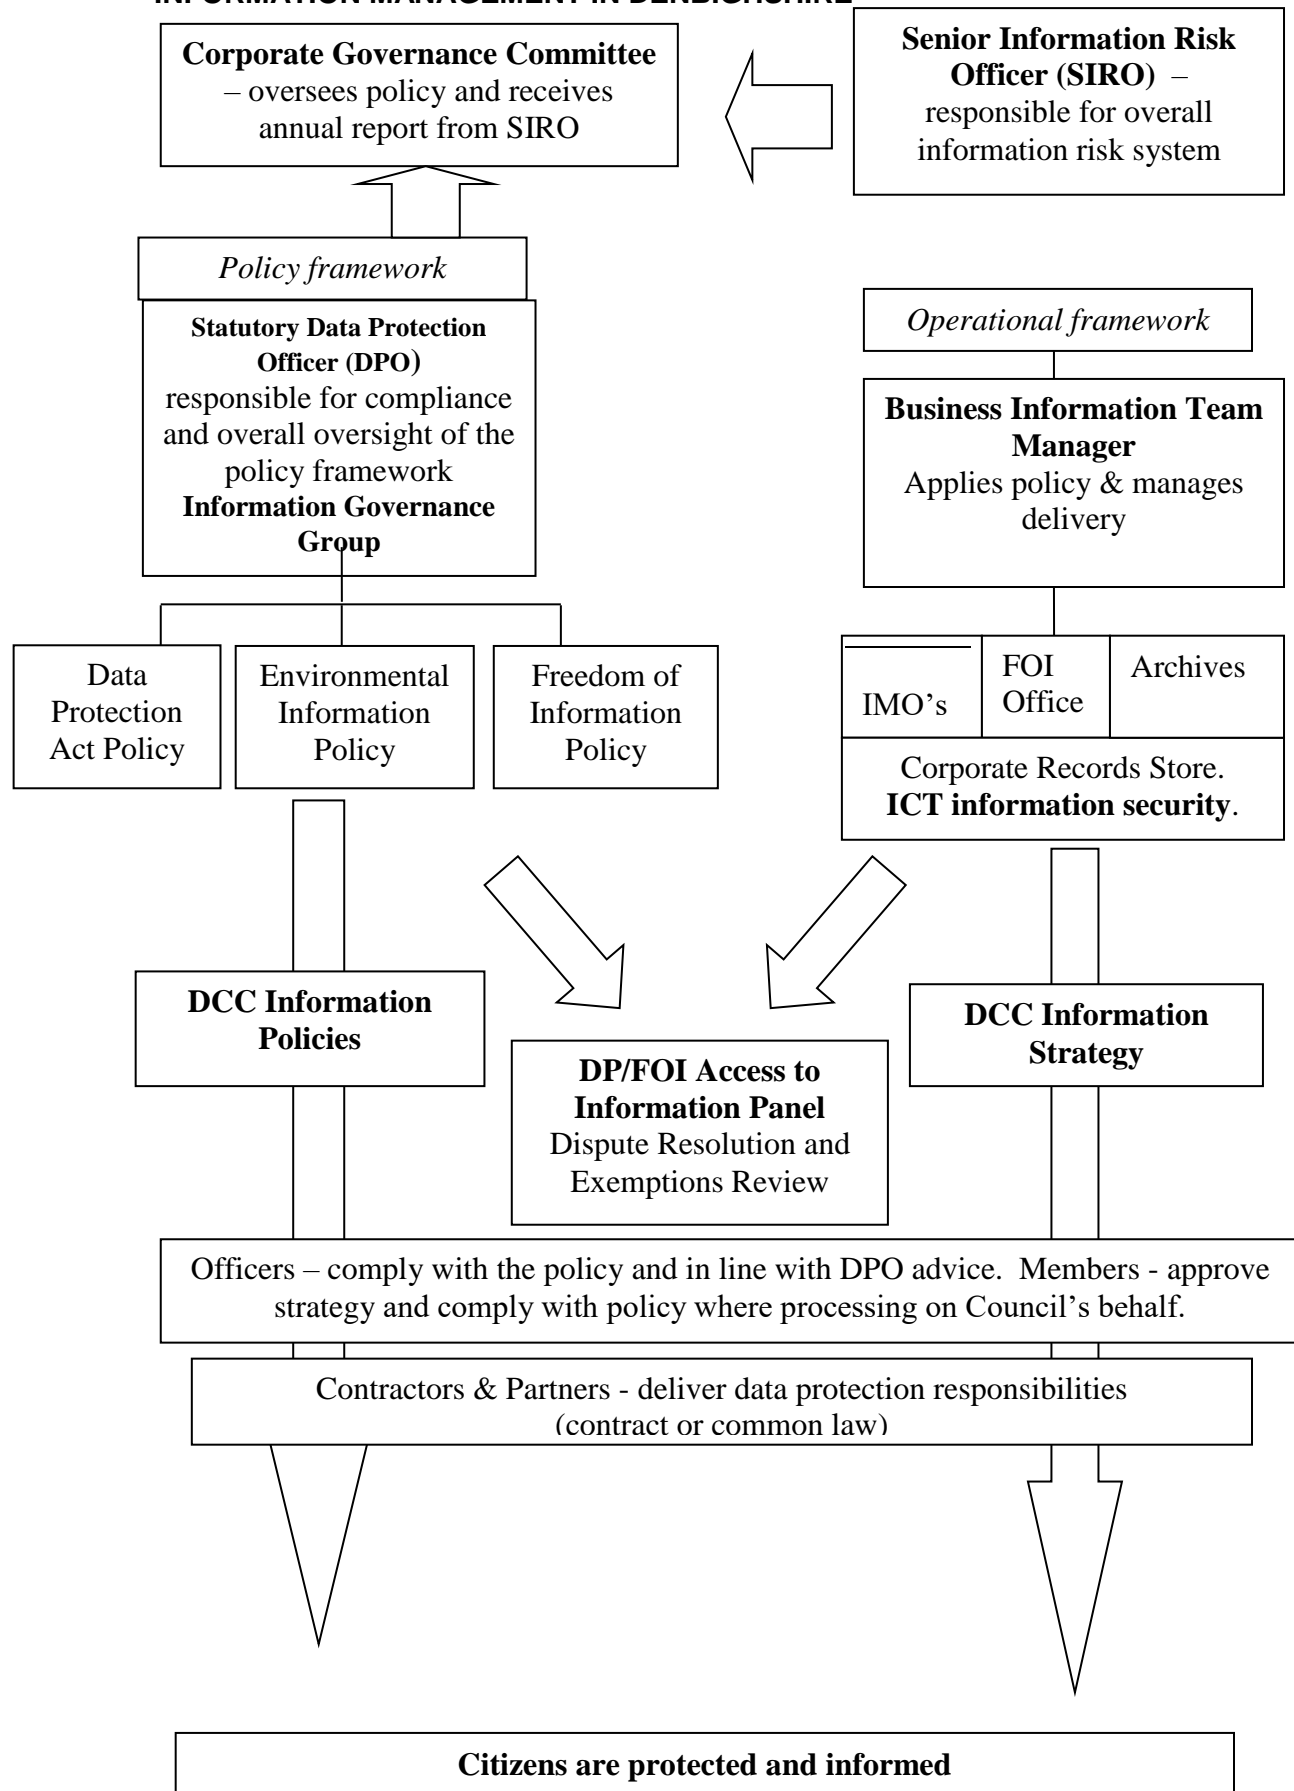 INFORMATION MANAGEMENT IN DENBIGHSHIRE
Corporate Governance Committee
– oversees policy and receives
annual report from SIRO
Senior Information Risk
Officer (SIRO) –
responsible for overall
information risk system
Policy framework
Statutory Data Protection
Officer (DPO)
responsible for compliance
and overall oversight of the
policy framework
Information Governance
Group
Operational framework
Business Information Team
Manager
Applies policy & manages
delivery
Data
Protection
Act Policy
Environmental
Information
Policy
Freedom of
Information
Policy
IMO’s
FOI
Office
Archives
Corporate Records Store.
ICT information security.
DCC Information
Policies
DP/FOI Access to
Information Panel
Dispute Resolution and
Exemptions Review
DCC Information
Strategy
Officers – comply with the policy and in line with DPO advice.  Members - approve
strategy and comply with policy where processing on Council’s behalf.
Contractors & Partners - deliver data protection responsibilities
(contract or common law)
Citizens are protected and informed